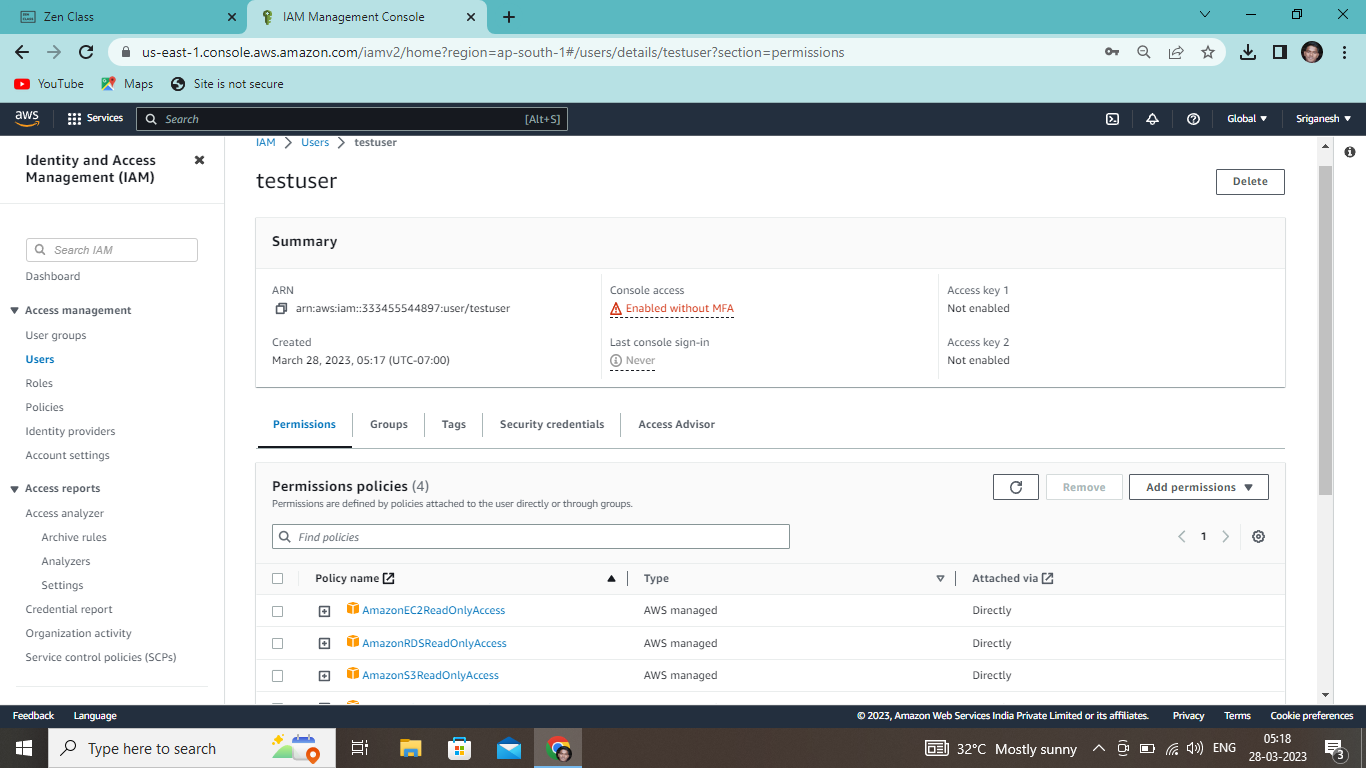 Zen Class
IAM Management Console
us-east-1.console.aws.amazon.com/iamv2/home?region=ap-south-1#/users/details/testuser?section=permissions
YouTube
Maps
Site is not secure
aws
Services
Search
[Alt+S]
Global
Sriganesh
Identity and Access
Management (IAM)
Search IAM
Dashboard
Access management
User groups
Users
Roles
Policies
Identity providers
Account settings
Access reports
Access analyzer
Archive rules
Analyzers
Settings
Credential report
Organization activity
Service control policies (SCPs)
IAM
Users
testuser
testuser
Delete
Summary
ARN
arn:aws:iam::333455544897:user/testuser
Created
March 28, 2023, 05:17 (UTC-07:00)
Console access
Enabled without MFA
Last console sign-in
Never
Access key 1
Not enabled
Access key 2
Not enabled
Permissions
Groups
Tags
Security credentials
Access Advisor
Permissions policies (4)
Permissions are defined by policies attached to the user directly or through groups.
Remove
Add permissions
Find policies
1
Policy name
Type
Attached via
AmazonEC2ReadOnlyAccess
AWS managed
Directly
AmazonRDSReadOnlyAccess
AWS managed
Directly
AmazonS3ReadOnlyAccess
AWS managed
Directly
Feedback
Language
© 2023, Amazon Web Services India Private Limited or its affiliates.
Privacy
Terms
Cookie preferences
Type here to search
32°C Mostly sunny
ENG
05:18
28-03-2023
3